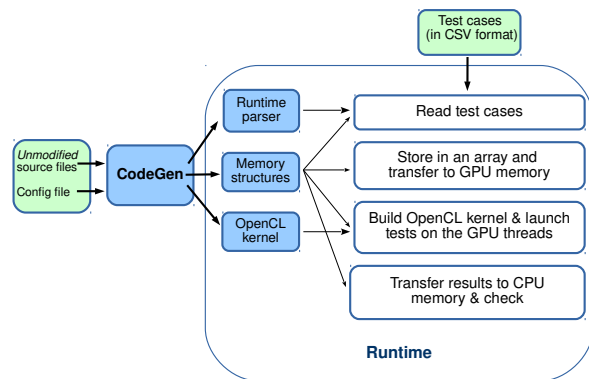 Test cases
(in CSV format)
Runtime
parser
Read test cases
Unmodified
source files
Config file
CodeGen
Memory
structures
Store in an array and
transfer to GPU memory
OpenCL
kernel
Build OpenCL kernel & launch
tests on the GPU threads
Transfer results to CPU
memory & check
Runtime